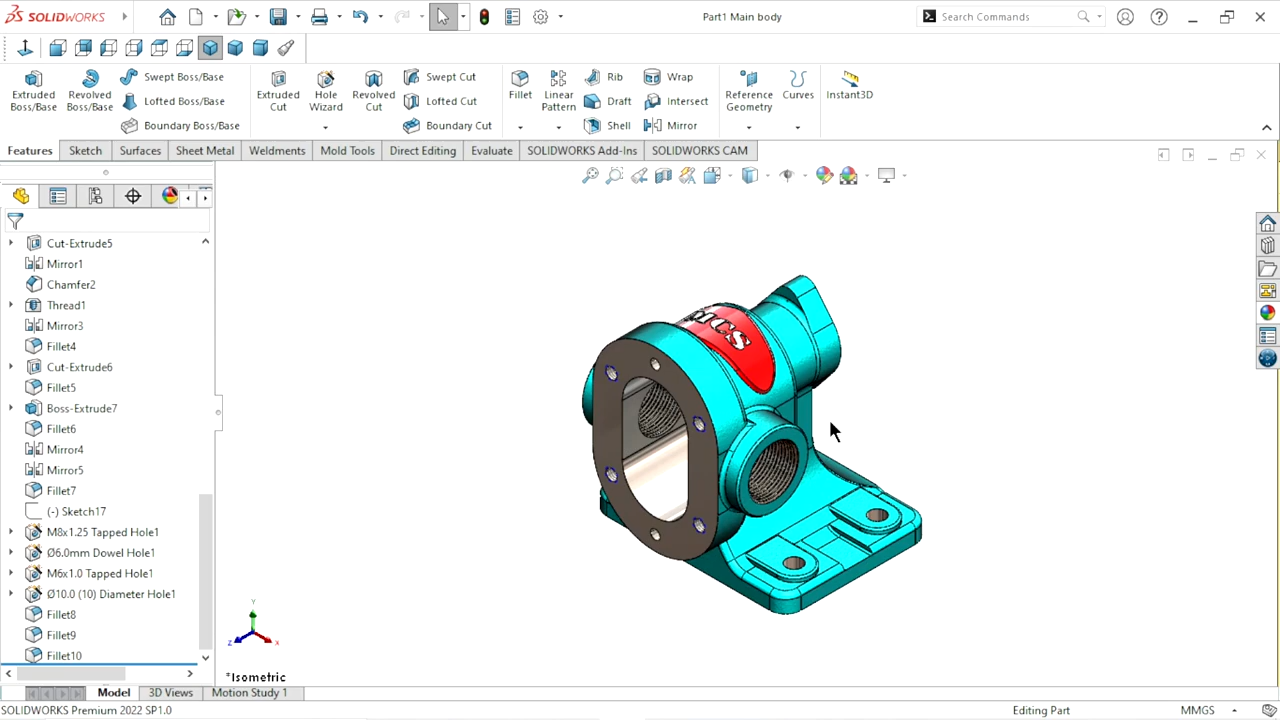 SOLIDWORKS
Part1 Main body
Search Commands
Extruded Boss/Base
Revolved Boss/Base
Swept Boss/Base
Lofted Boss/Base
Boundary Boss/Base
Extruded Cut
Hole Wizard
Revolved Cut
Swept Cut
Lofted Cut
Boundary Cut
Fillet
Linear Pattern
Rib
Draft
Shell
Wrap
Intersect
Mirror
Reference Geometry
Curves
Instant3D
Features Sketch Surfaces Sheet Metal Weldments Mold Tools Direct Editing Evaluate SOLIDWORKS Add-Ins SOLIDWORKS CAM
Cut-Extrude5
Mirror1
Chamfer2
Thread1
Mirror3
Fillet4
Cut-Extrude6
Fillet5
Boss-Extrude7
Fillet6
Mirror4
Mirror5
Fillet7
(-) Sketch17
M8x1.25 Tapped Hole1
Ø6.0mm Dowel Hole1
M6x1.0 Tapped Hole1
Ø10.0 (10) Diameter Hole1
Fillet8
Fillet9
Fillet10
Y
Z
X
*Isometric
Model 3D Views Motion Study 1
SOLIDWORKS Premium 2022 SP1.0
Editing Part
MMGS